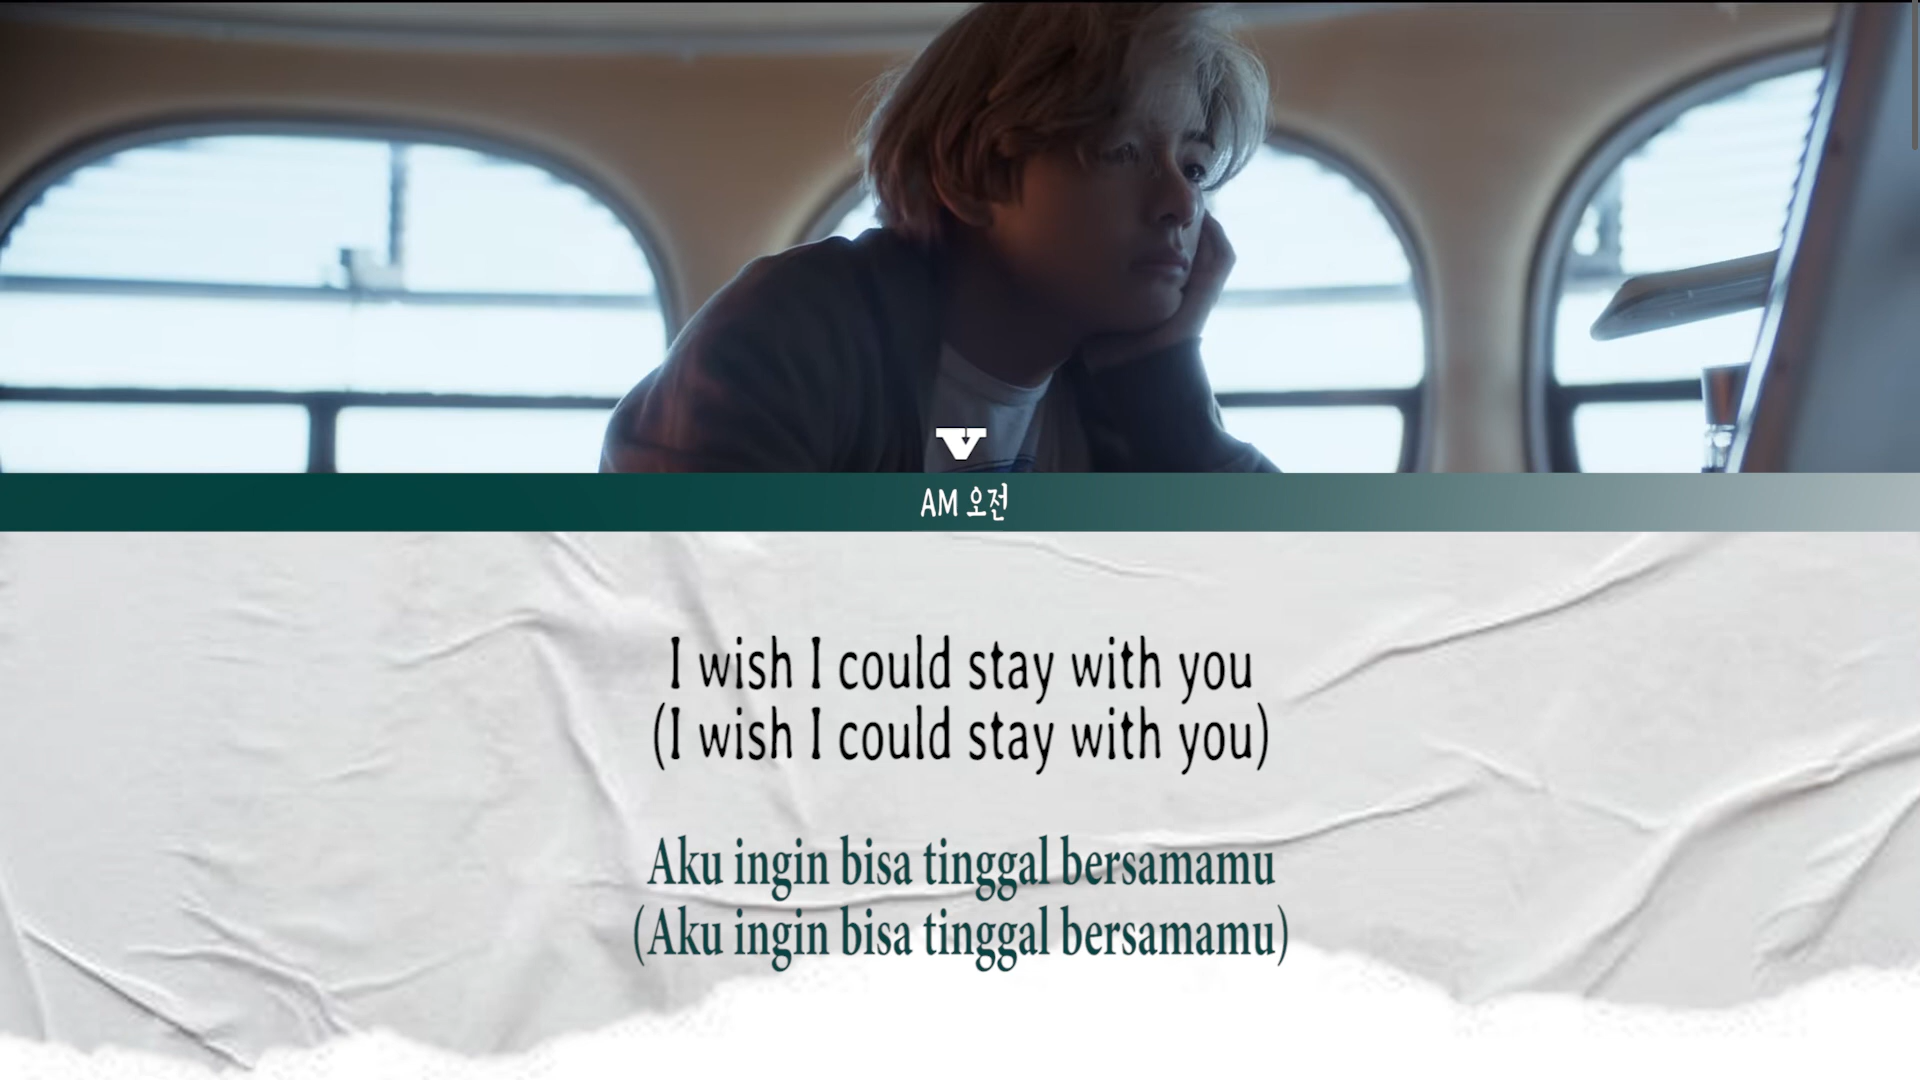 V
AM 오전
I wish I could stay with you
(I wish I could stay with you)
Aku ingin bisa tinggal bersamamu
(Aku ingin bisa tinggal bersamamu)